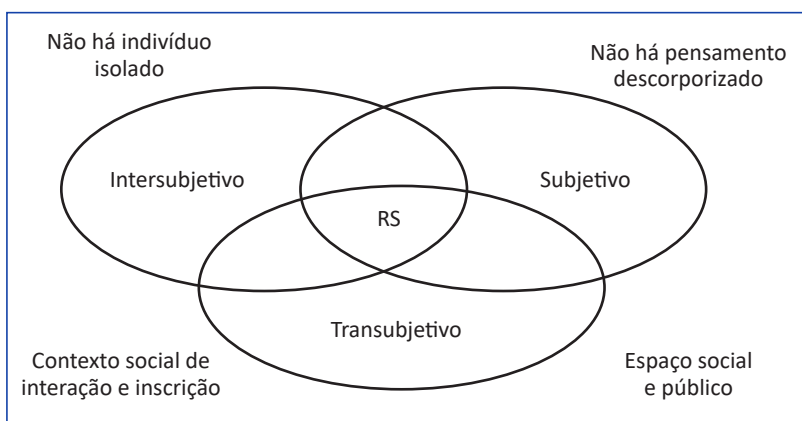 Não há indivíduo
isolado
Não há pensamento
descorporizado
Intersubjetivo
Subjetivo
RS
Transubjetivo
Contexto social de
interação e inscrição
Espaço social
e público